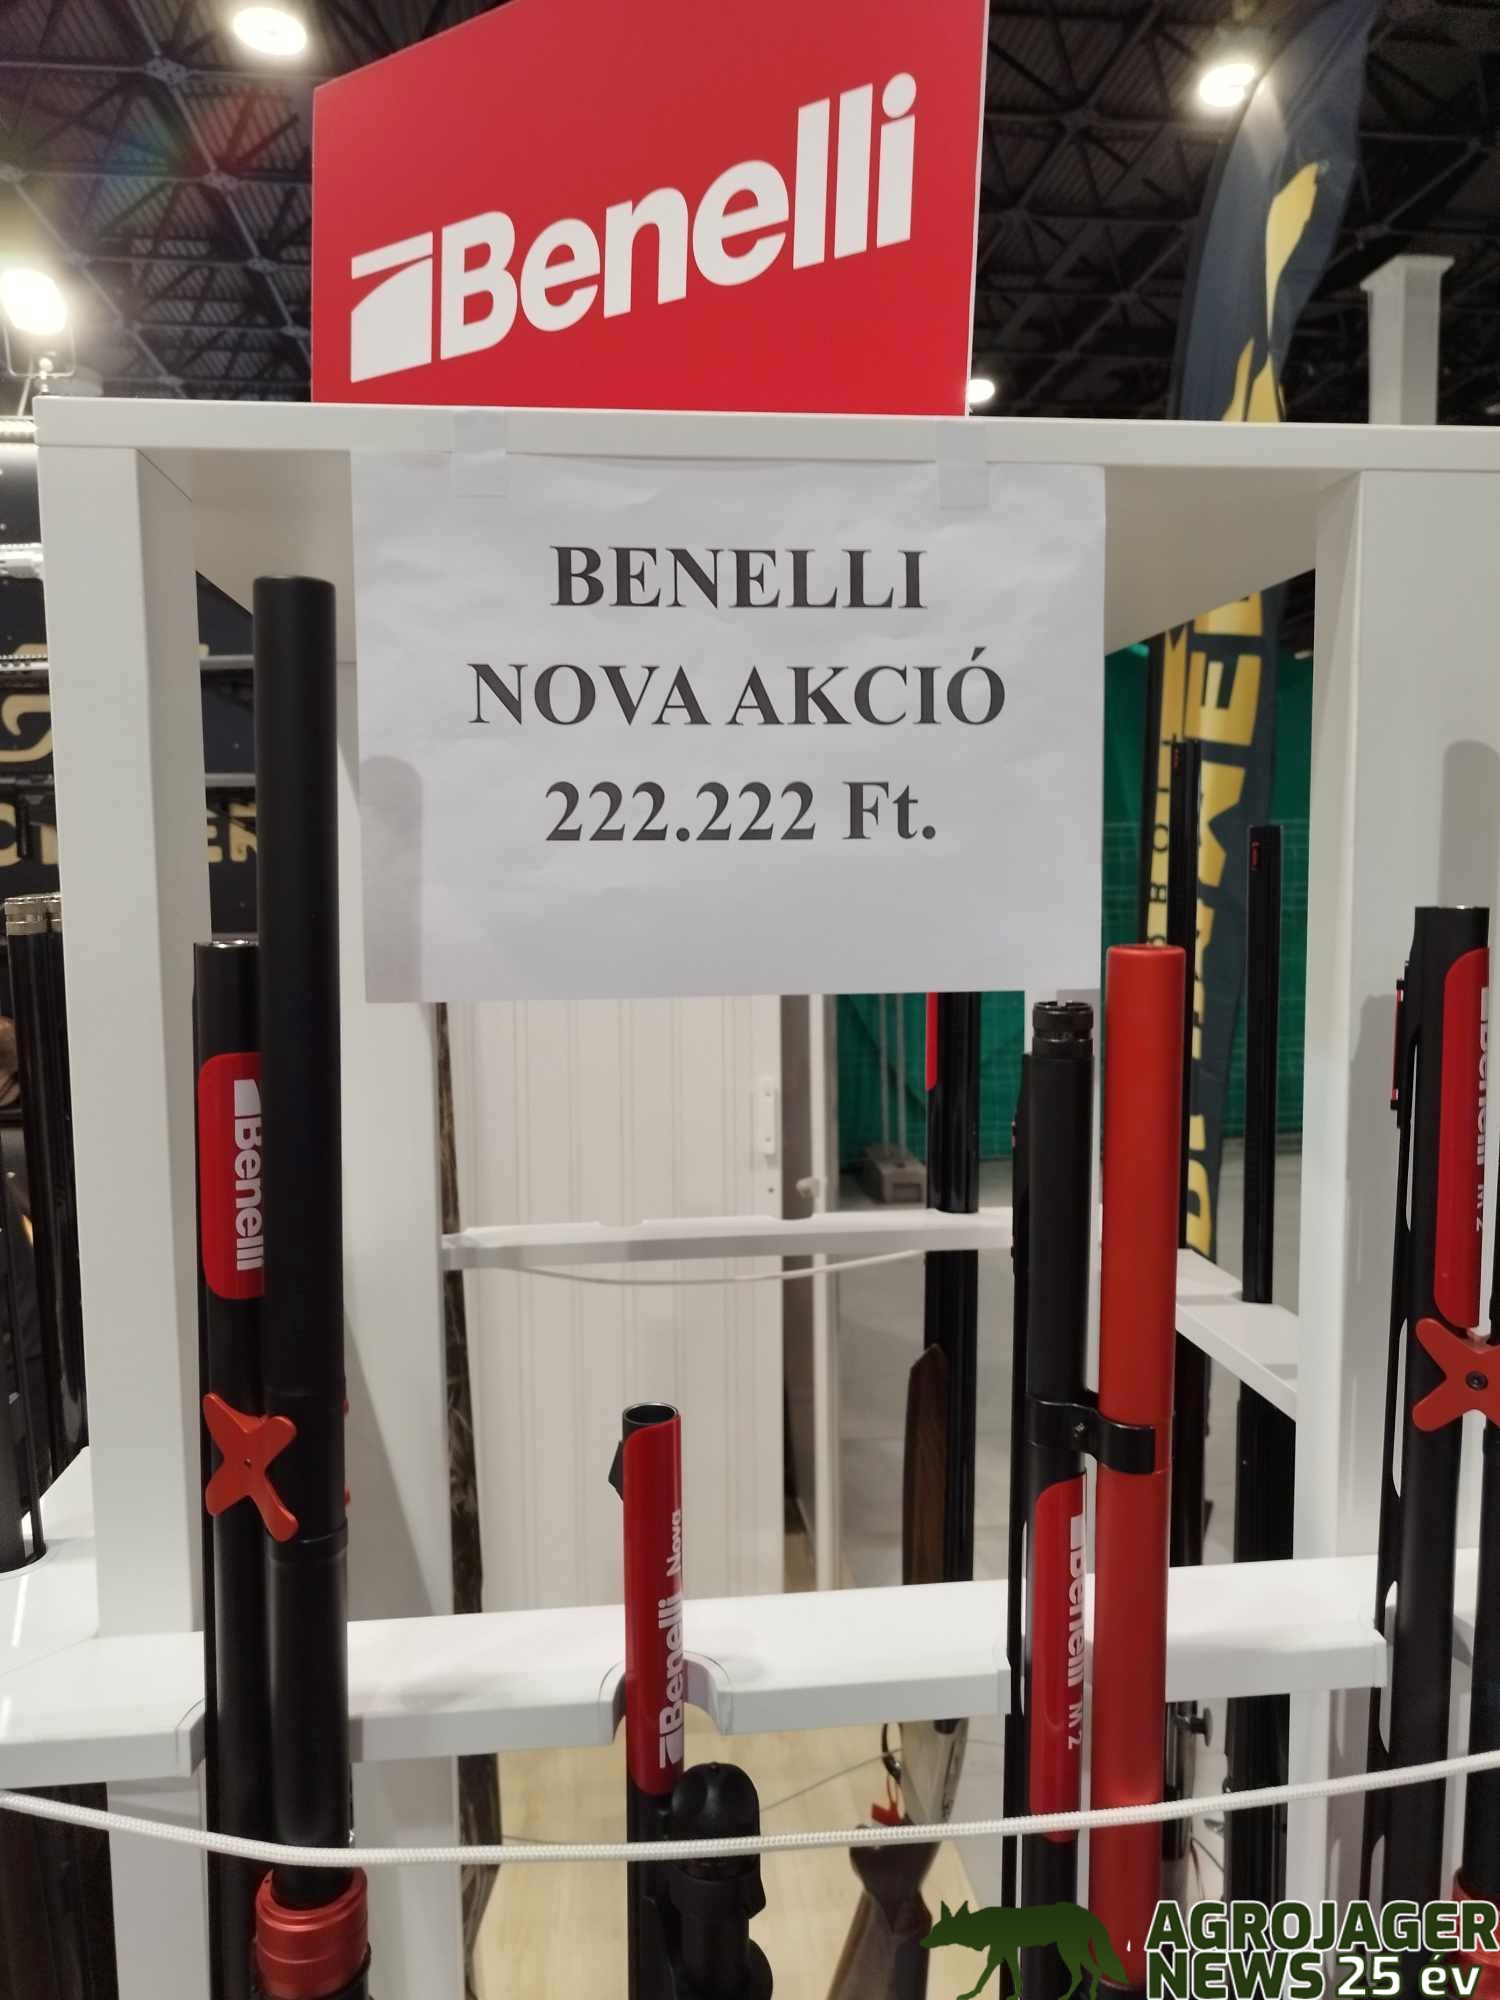 Benelli
BENELLI
NOVA AKCIÓ
222.222 Ft.
Benelli
Benelli Nova
Benelli M2
Benelli M2
AGROJAGER
NEWS 25 év